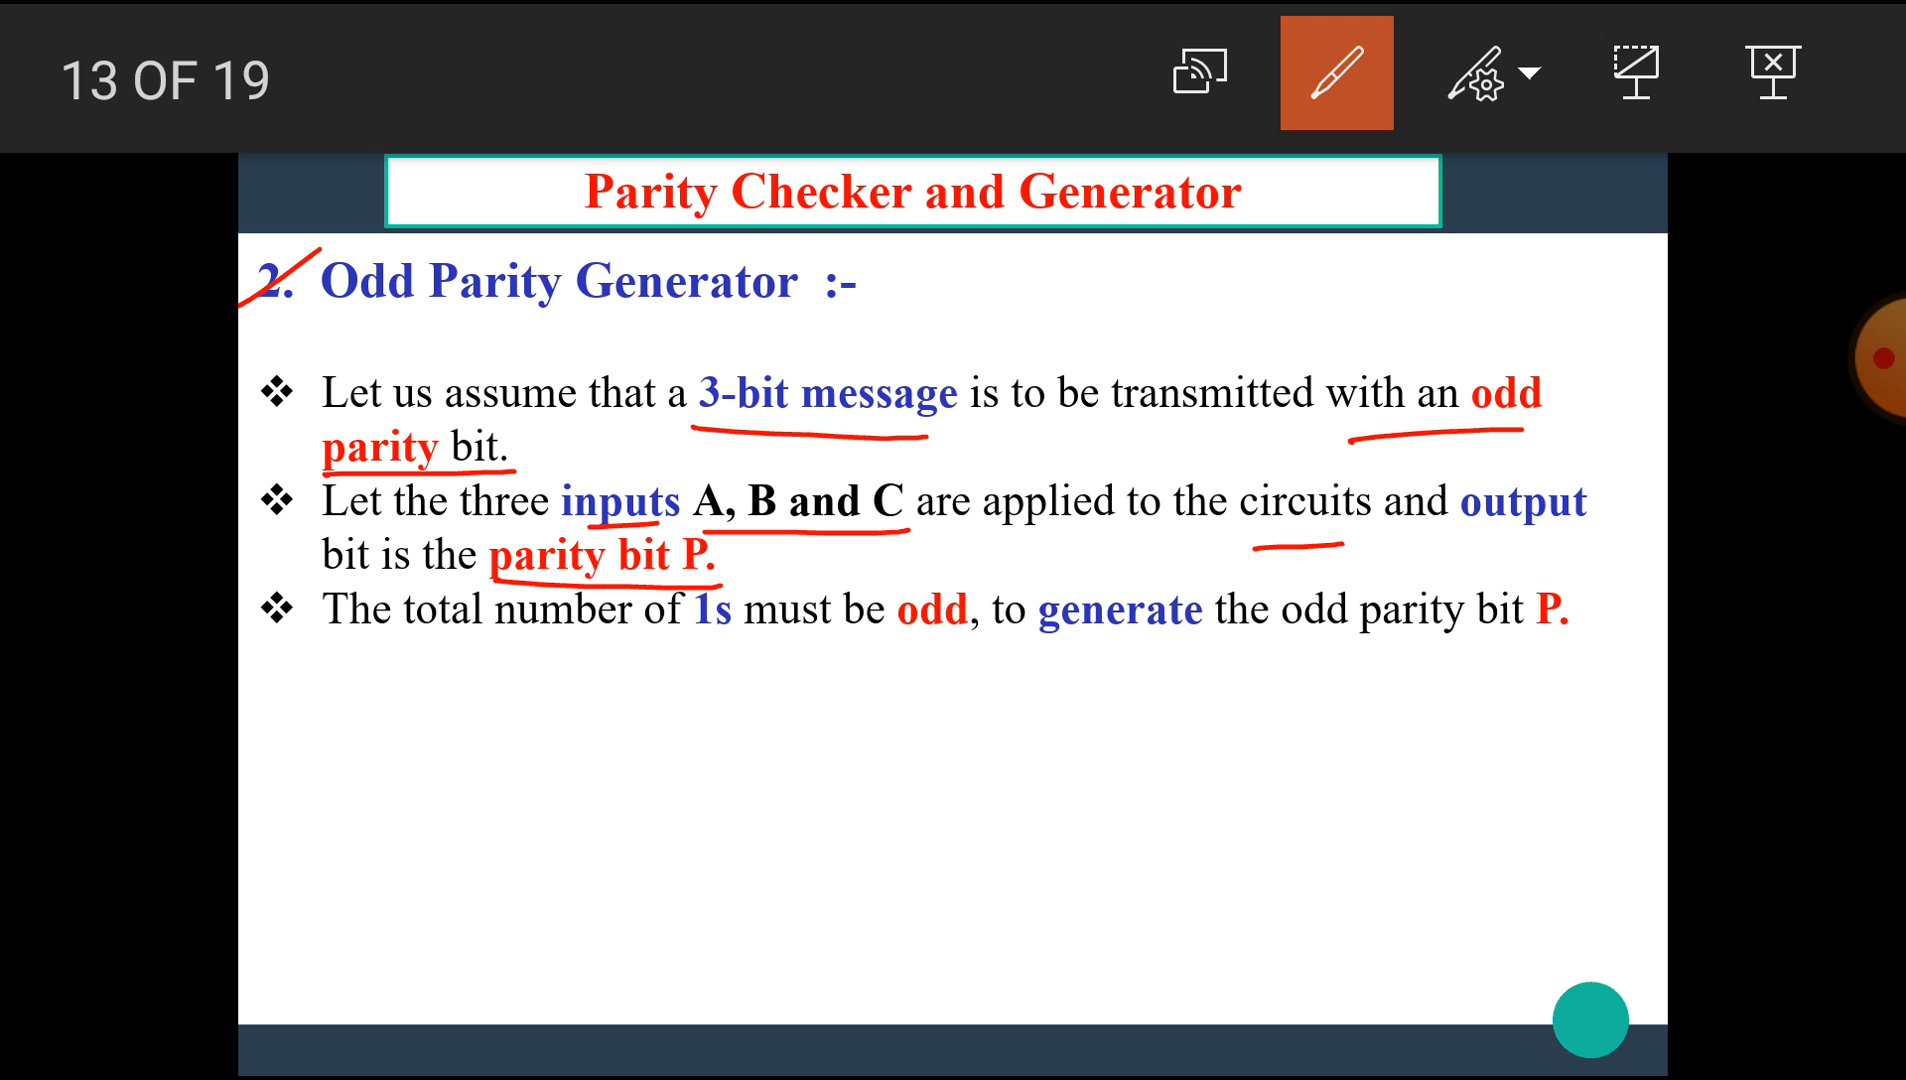 13 OF 19
Parity Checker and Generator
2. Odd Parity Generator :-
❖ Let us assume that a 3-bit message is to be transmitted with an odd
parity bit.
❖ Let the three inputs A, B and C are applied to the circuits and output
bit is the parity bit P.
❖ The total number of 1s must be odd, to generate the odd parity bit P.